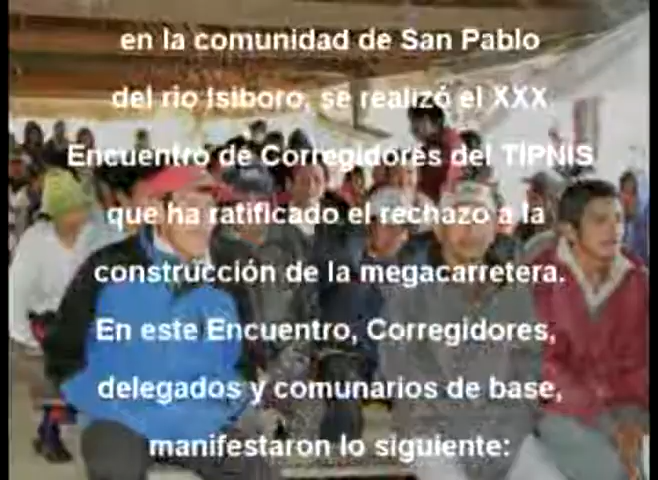 en la comunidad de San Pablo
del rio Isiboro, se realizó el XXX
Encuentro de Corregidores del TIPNIS
que ha ratificado el rechazo a la
construcción de la megacarretera.
En este Encuentro, Corregidores,
delegados y comunarios de base,
manifestaron lo siguiente: